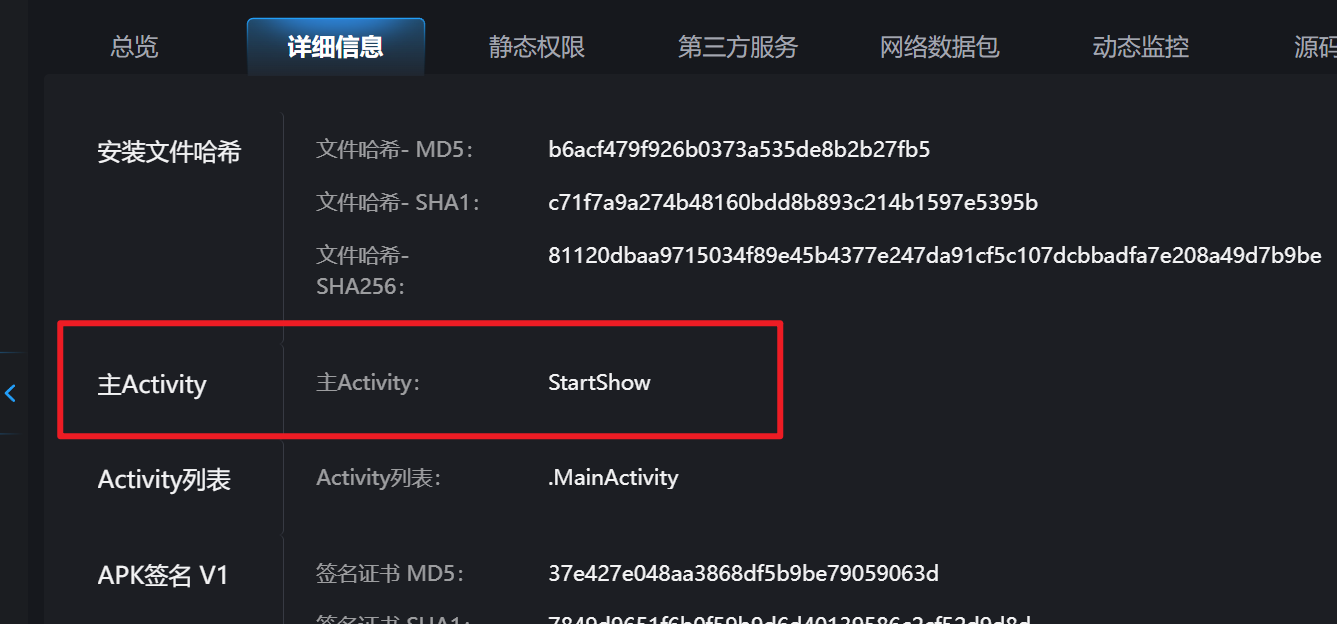 总览 详细信息 静态权限 第三方服务 网络数据包 动态监控 源码
安装文件哈希 文件哈希- MD5: b6acf479f926b0373a535de8b2b27fb5
文件哈希- SHA1: c71f7a9a274b48160bdd8b893c214b1597e5395b
文件哈希- 81120dbaa9715034f89e45b4377e247da91cf5c107dcbbadfa7e208a49d7b9be
SHA256:
主Activity 主Activity: StartShow
Activity列表 Activity列表: .MainActivity
APK签名 V1 签名证书 MD5: 37e427e048aa3868df5b9be79059063d
签名证书 SHA1: